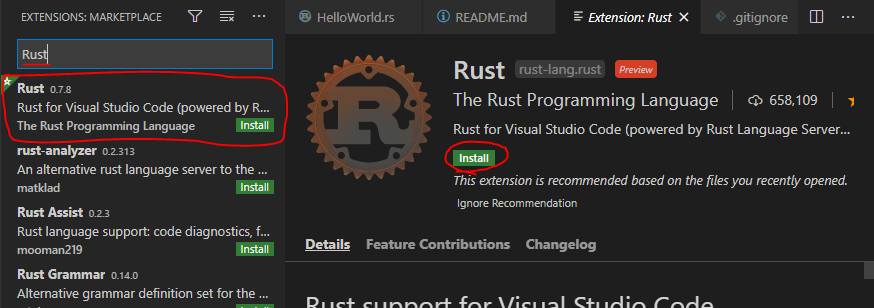 EXTENSIONS: MARKETPLACE
Rust
Rust 0.7.8
Rust for Visual Studio Code (powered by R...
The Rust Programming Language Install
rust-analyzer 0.2.313
An alternative rust language server to the ...
matklad Install
Rust Assist 0.2.3
Rust language support: code diagnostics, f...
mooman219 Install
Rust Grammar 0.14.0
Alternative grammar definition set for the ...
Install
HelloWorld.rs README.md Extension: Rust .gitignore
R
Rust rust-lang.rust Preview
The Rust Programming Language 658,109
Rust for Visual Studio Code (powered by Rust Language Server...
Install
This extension is recommended based on the files you recently opened.
Ignore Recommendation
Details Feature Contributions Changelog
Rust support for Visual Studio Code